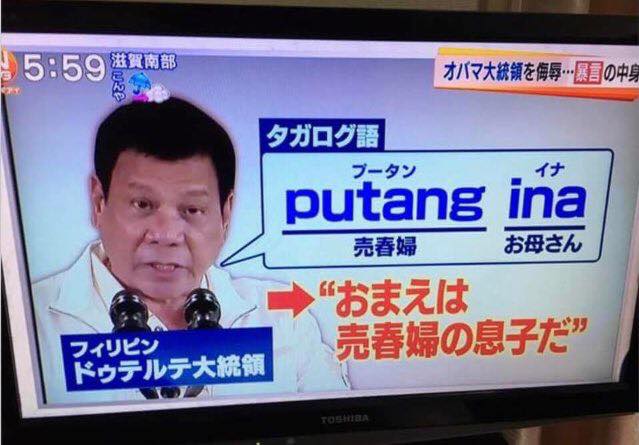 5:59
滋賀南部
こんや
オバマ大統領を侮辱…暴言の中身
タガログ語
プータン イナ
putang ina
売春婦 お母さん
“おまえは
売春婦の息子だ”
フィリピン
ドゥテルテ大統領
TOSHIBA